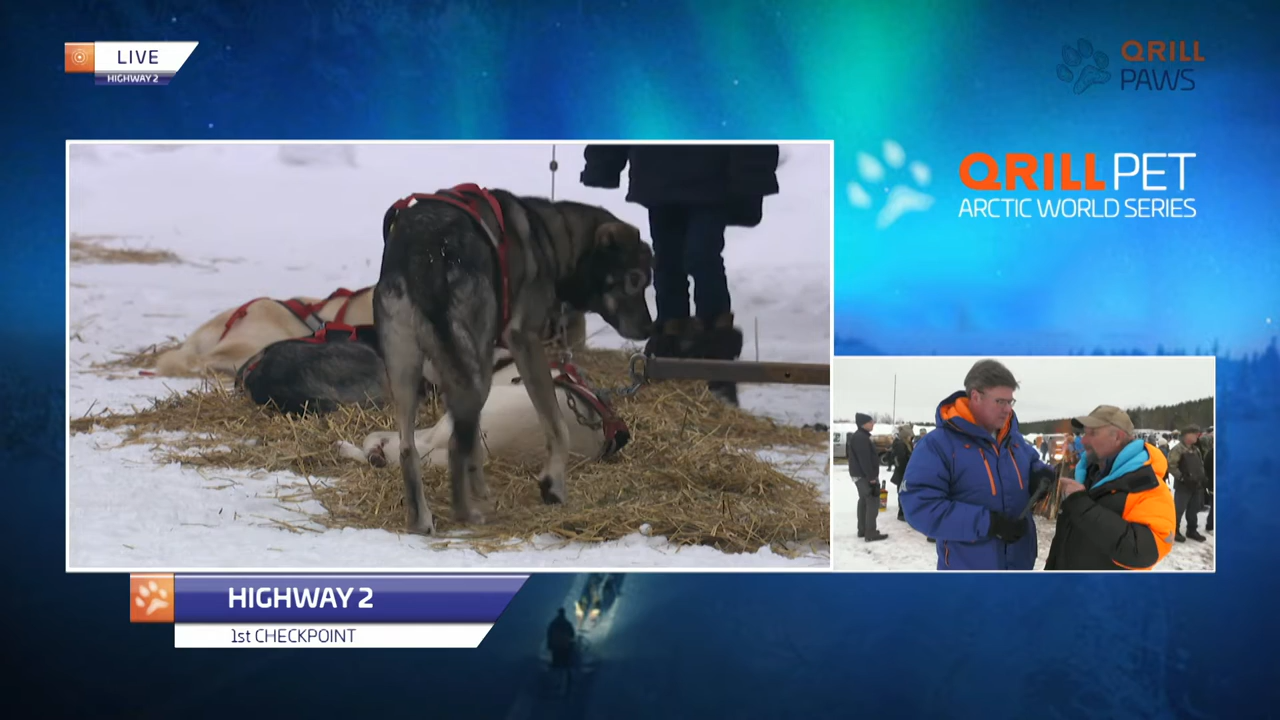 LIVE
HIGHWAY 2
QRILL
PAWS
QRILL PET
ARCTIC WORLD SERIES
HIGHWAY 2
1st CHECKPOINT